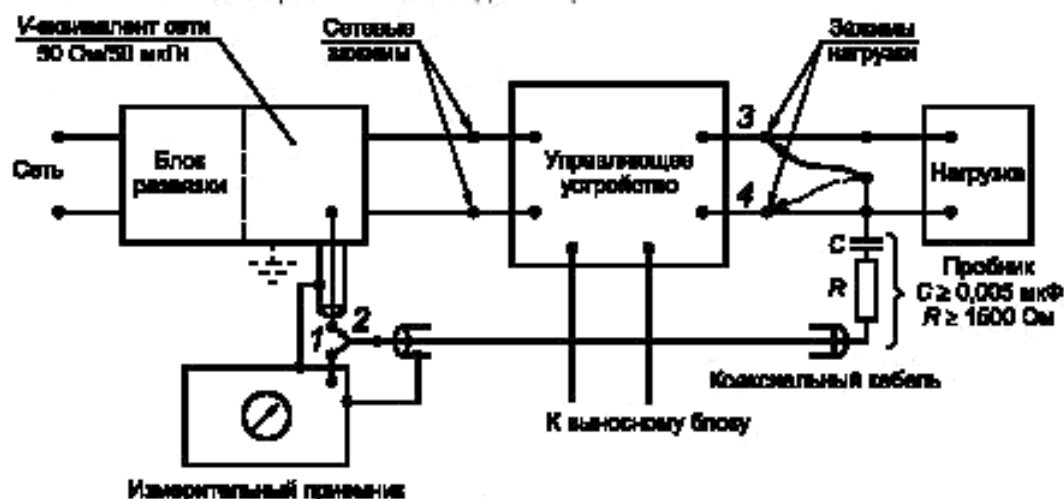 V-эквивалент сети
50 Ом/50 мкГн
Сетевые
зажимы
Зажимы
нагрузки
Сеть
Блок
развязки
Управляющее
устройство
3
4
Нагрузка
C
R
Пробник
C ≥ 0,005 мкФ
R ≥ 1500 Ом
1
2
Коаксиальный кабель
К выносному блоку
Измерительный приемник